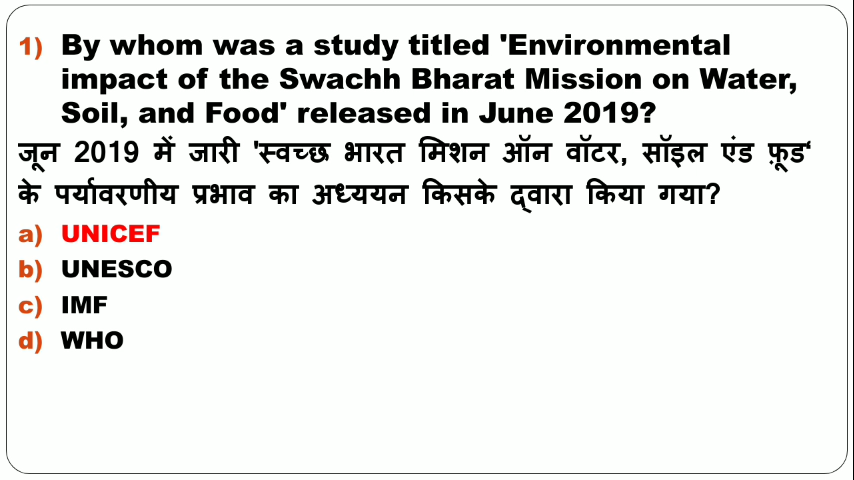 1) By whom was a study titled 'Environmental
impact of the Swachh Bharat Mission on Water,
Soil, and Food' released in June 2019?
जून 2019 में जारी 'स्वच्छ भारत मिशन ऑन वॉटर, सॉइल एंड फ़ूड'
के पर्यावरणीय प्रभाव का अध्ययन किसके द्वारा किया गया?
a) UNICEF
b) UNESCO
c) IMF
d) WHO